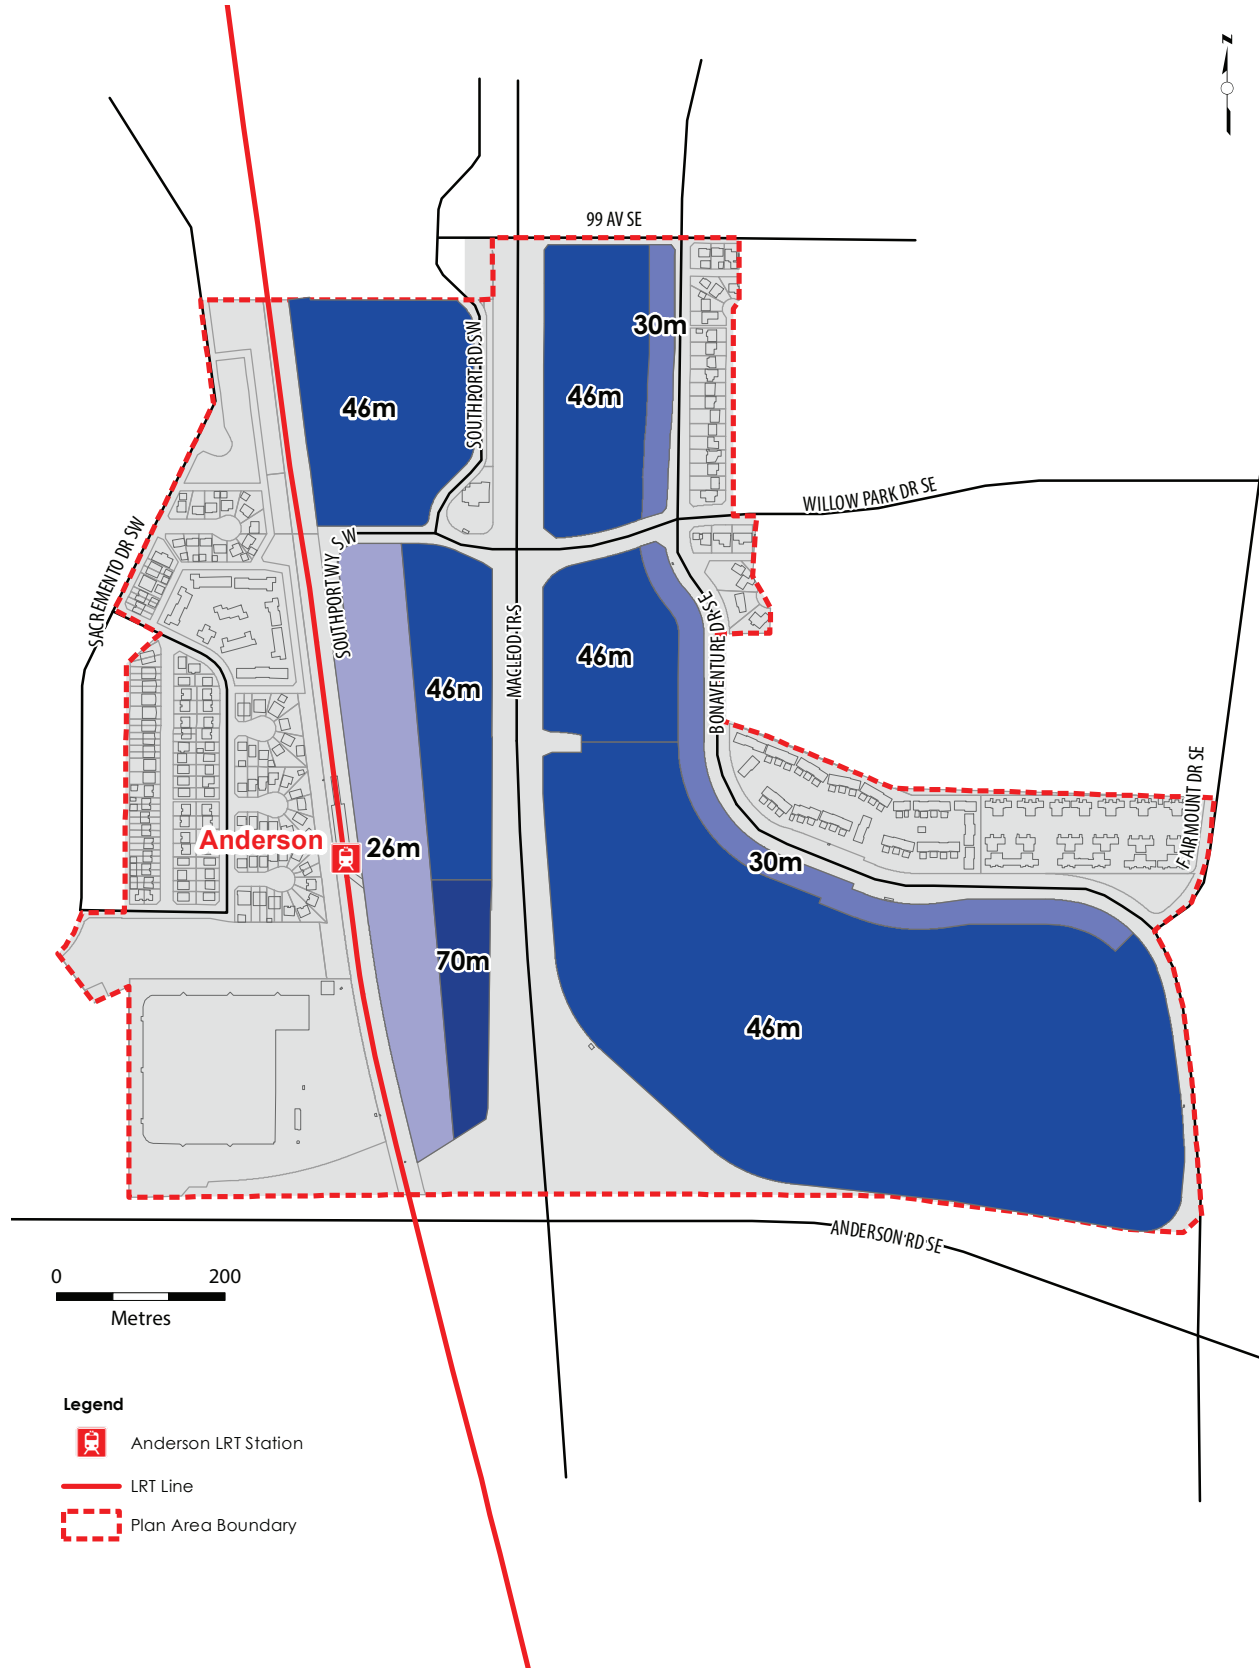 z
99 AV SE
30m
46m
46m
SOUTHPORT RD SW
WILLOW PARK DR SE
SACREMENTO DR SW
SOUTHPORT WY SW
MACLEOD TR S
BONAVENTURE DR SE
46m
46m
FAIRMOUNT DR SE
Anderson
26m
30m
70m
46m
ANDERSON RD SE
0 200
Metres
Legend
Anderson LRT Station
LRT Line
Plan Area Boundary